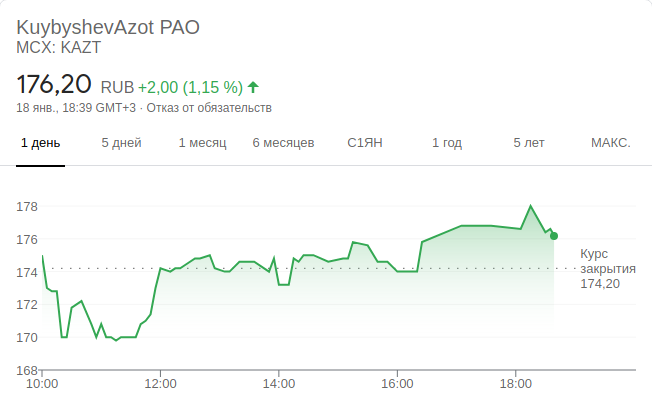 KuybyshevAzot PAO
MCX: KAZT
176,20 RUB +2,00 (1,15 %)
18 янв., 18:39 GMT+3 · Отказ от обязательств
1 день 5 дней 1 месяц 6 месяцев С1ЯН 1 год 5 лет МАКС.
178
176
174
172
170
168
Курс
закрытия
174,20
10:00 12:00 14:00 16:00 18:00